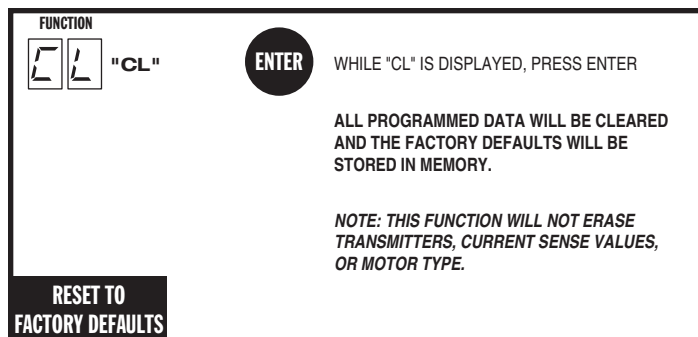 FUNCTION
CL "CL"
ENTER
WHILE "CL" IS DISPLAYED, PRESS ENTER
ALL PROGRAMMED DATA WILL BE CLEARED
AND THE FACTORY DEFAULTS WILL BE
STORED IN MEMORY.
NOTE: THIS FUNCTION WILL NOT ERASE
TRANSMITTERS, CURRENT SENSE VALUES,
OR MOTOR TYPE.
RESET TO
FACTORY DEFAULTS